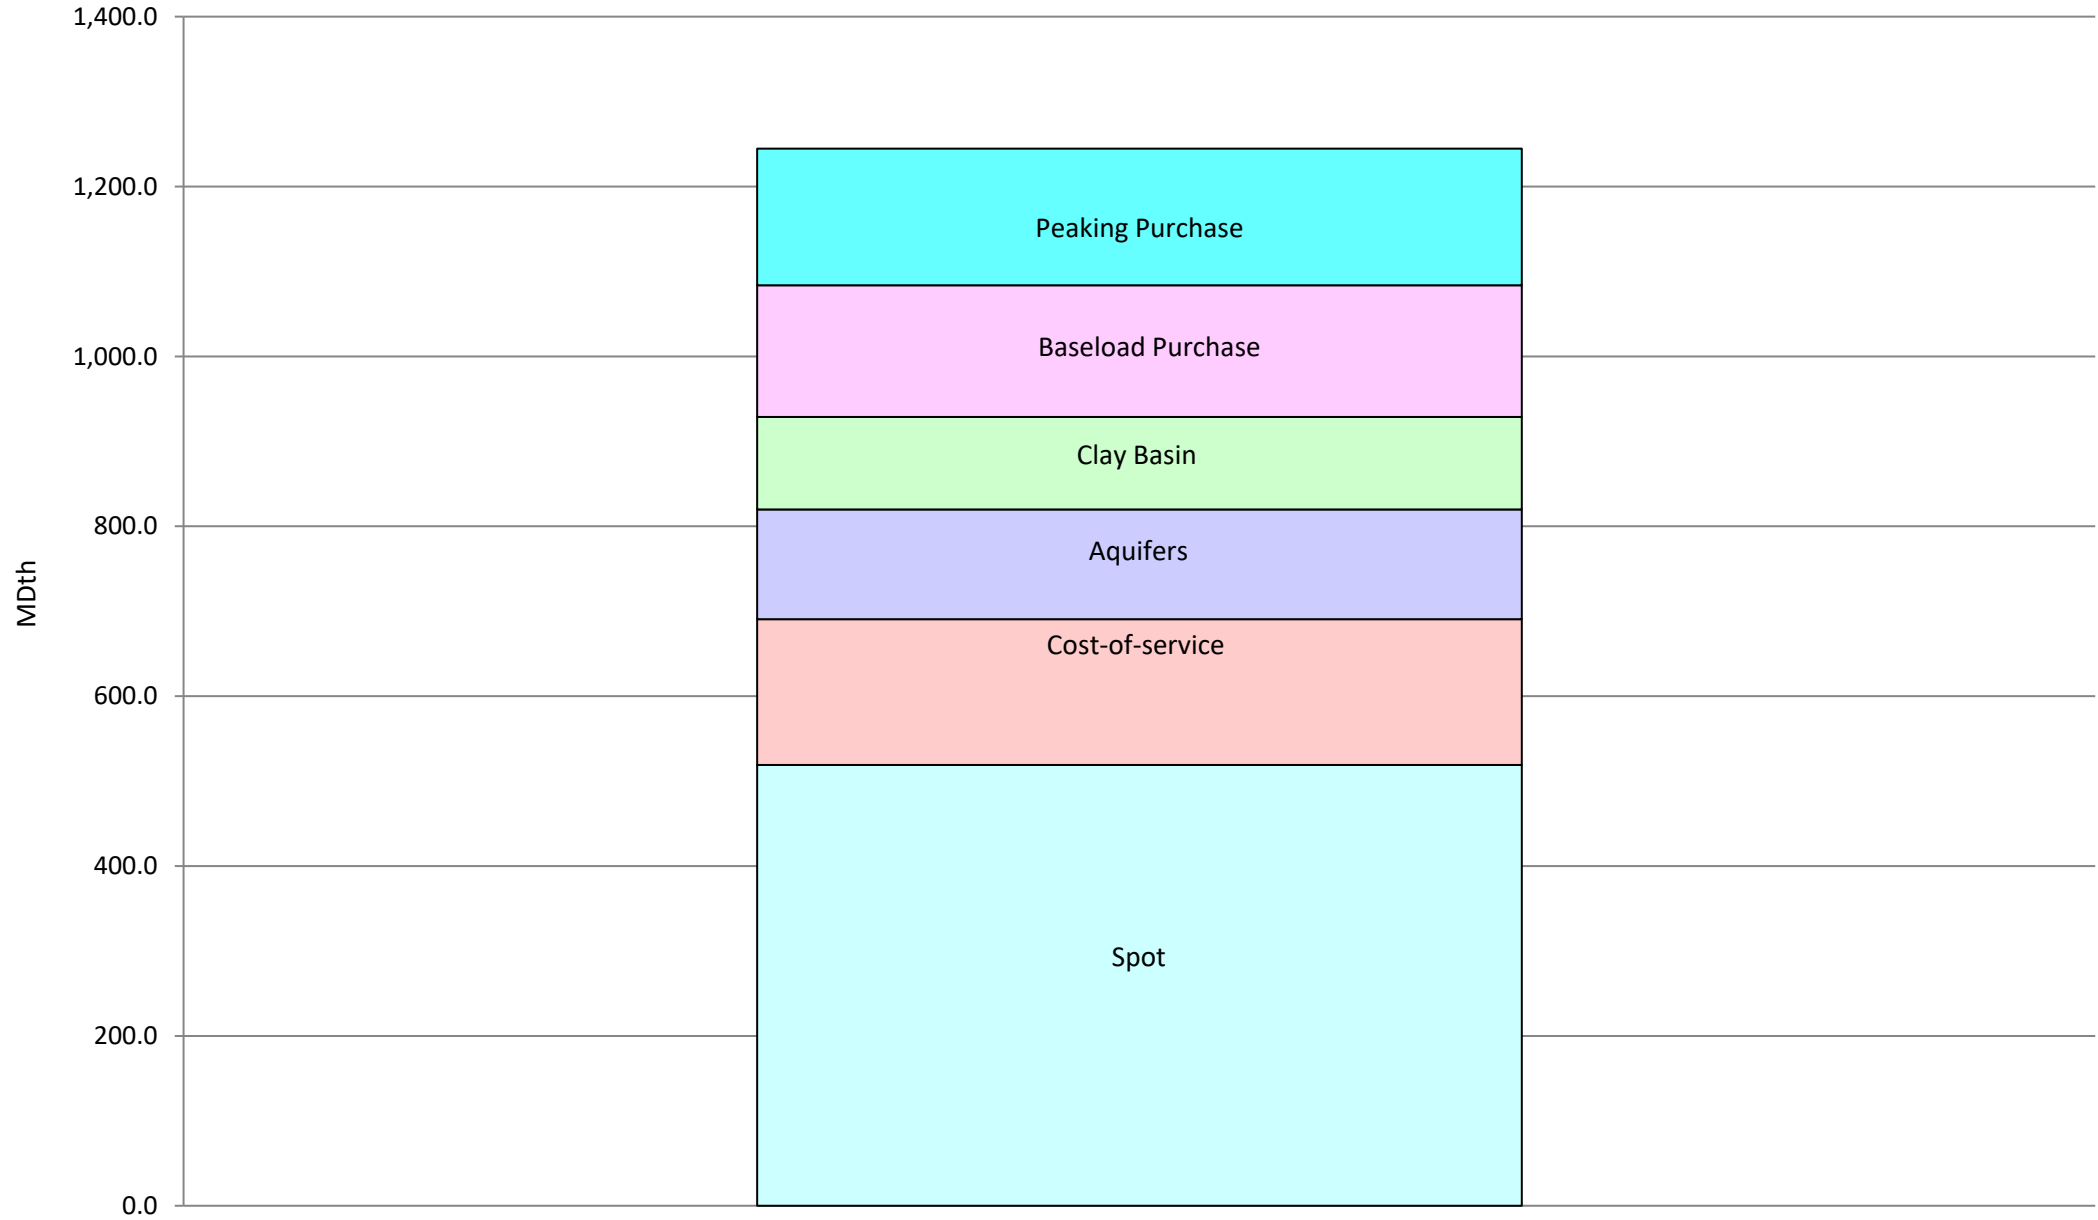 1,400.0
1,200.0
1,000.0
800.0
600.0
400.0
200.0
0.0
MDth
Peaking Purchase
Baseload Purchase
Clay Basin
Aquifers
Cost-of-service
Spot